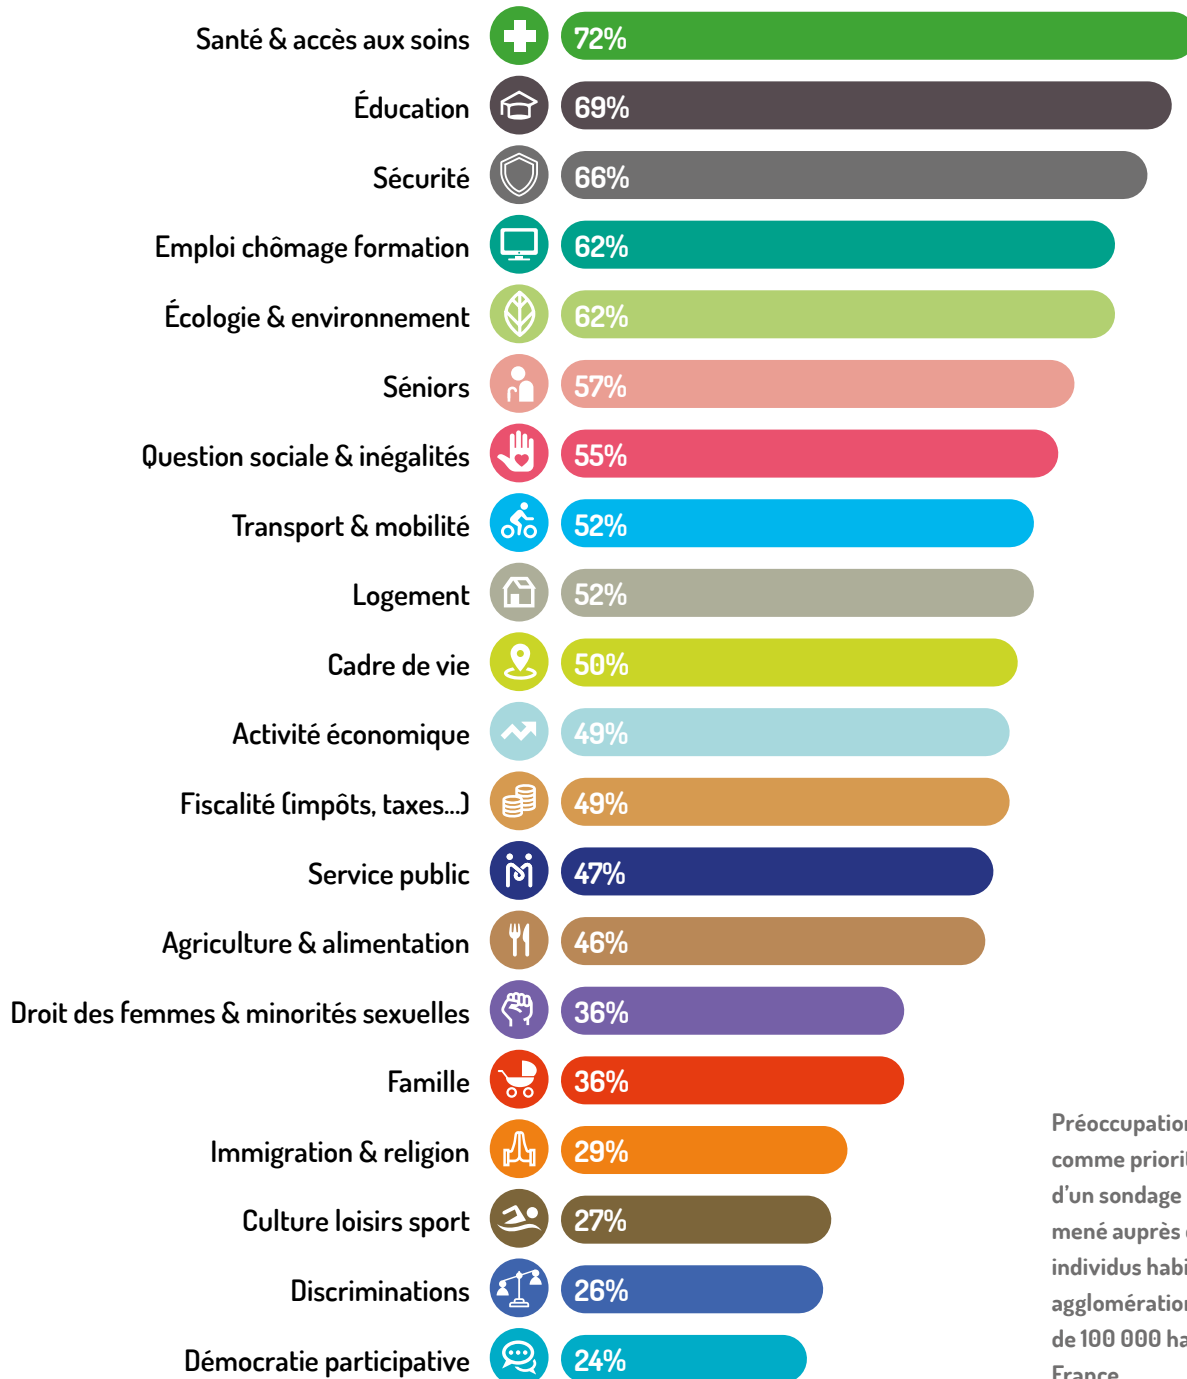 Santé & accès aux soins 72%
Éducation 69%
Sécurité 66%
Emploi chômage formation 62%
Écologie & environnement 62%
Séniors 57%
Question sociale & inégalités 55%
Transport & mobilité 52%
Logement 52%
Cadre de vie 50%
Activité économique 49%
Fiscalité (impôts, taxes...) 49%
Service public 47%
Agriculture & alimentation 46%
Droit des femmes & minorités sexuelles 36%
Famille 36%
Immigration & religion 29%
Culture loisirs sport 27%
Discriminations 26%
Démocratie participative 24%
comme
d'un sondage
mené auprès
individus
de 100 000
France